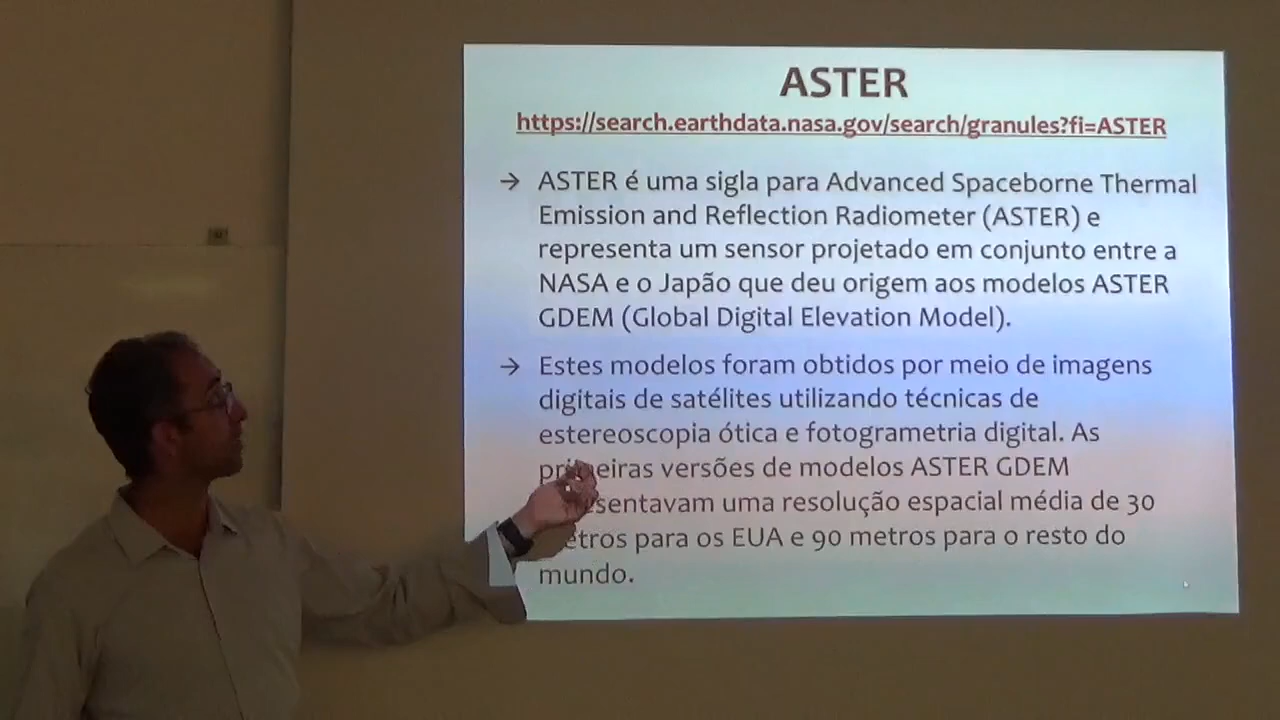 ASTER
https://search.earthdata.nasa.gov/search/granules?fi=ASTER
→ ASTER é uma sigla para Advanced Spaceborne Thermal
Emission and Reflection Radiometer (ASTER) e
representa um sensor projetado em conjunto entre a
NASA e o Japão que deu origem aos modelos ASTER
GDEM (Global Digital Elevation Model).
→ Estes modelos foram obtidos por meio de imagens
digitais de satélites utilizando técnicas de
estereoscopia ótica e fotogrametria digital. As
primeiras versões de modelos ASTER GDEM
uma resolução espacial média de 30
metros para os EUA e 90 metros para o resto do
mundo.